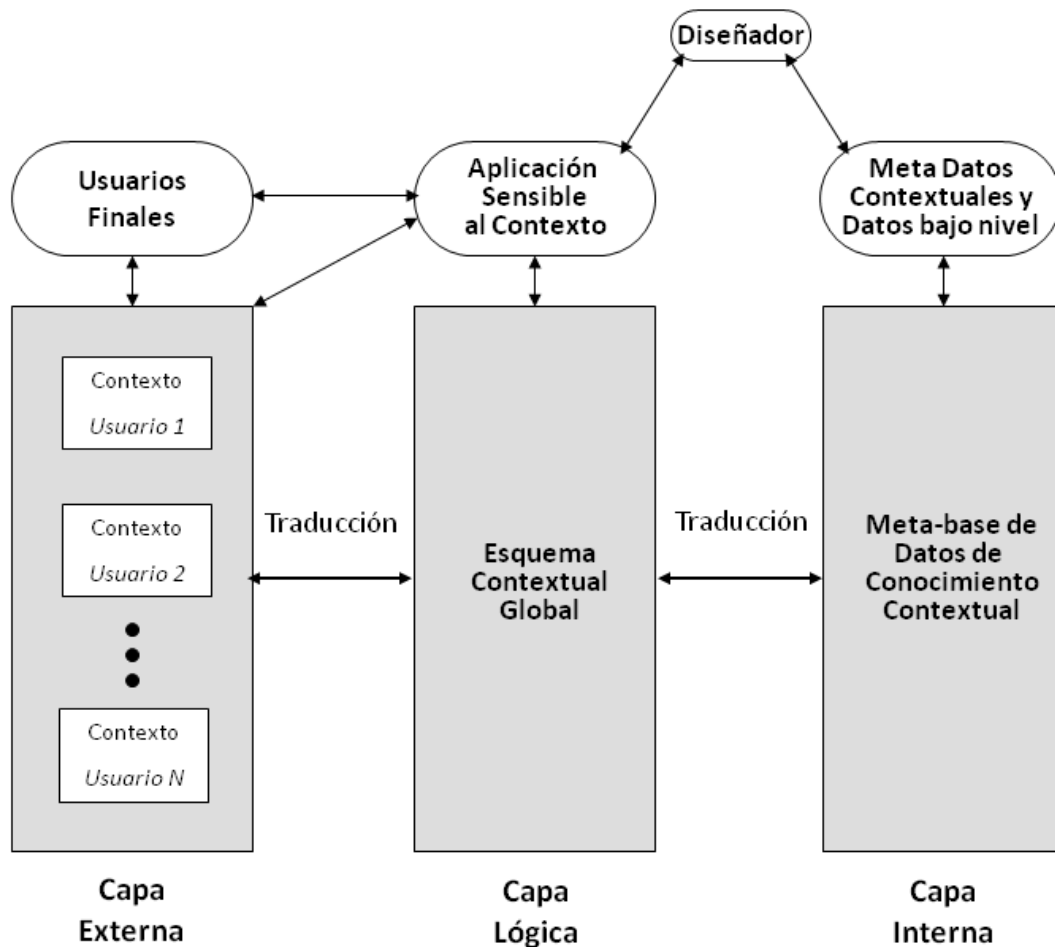 Diseñador
Usuarios
Finales
Aplicación
Sensible
al Contexto
Meta Datos
Contextuales y
Datos bajo nivel
Contexto
Usuario 1
Contexto
Usuario 2
Contexto
Usuario N
Traducción
Esquema
Contextual
Global
Traducción
Meta-base de
Datos de
Conocimiento
Contextual
Capa
Externa
Capa
Lógica
Capa
Interna